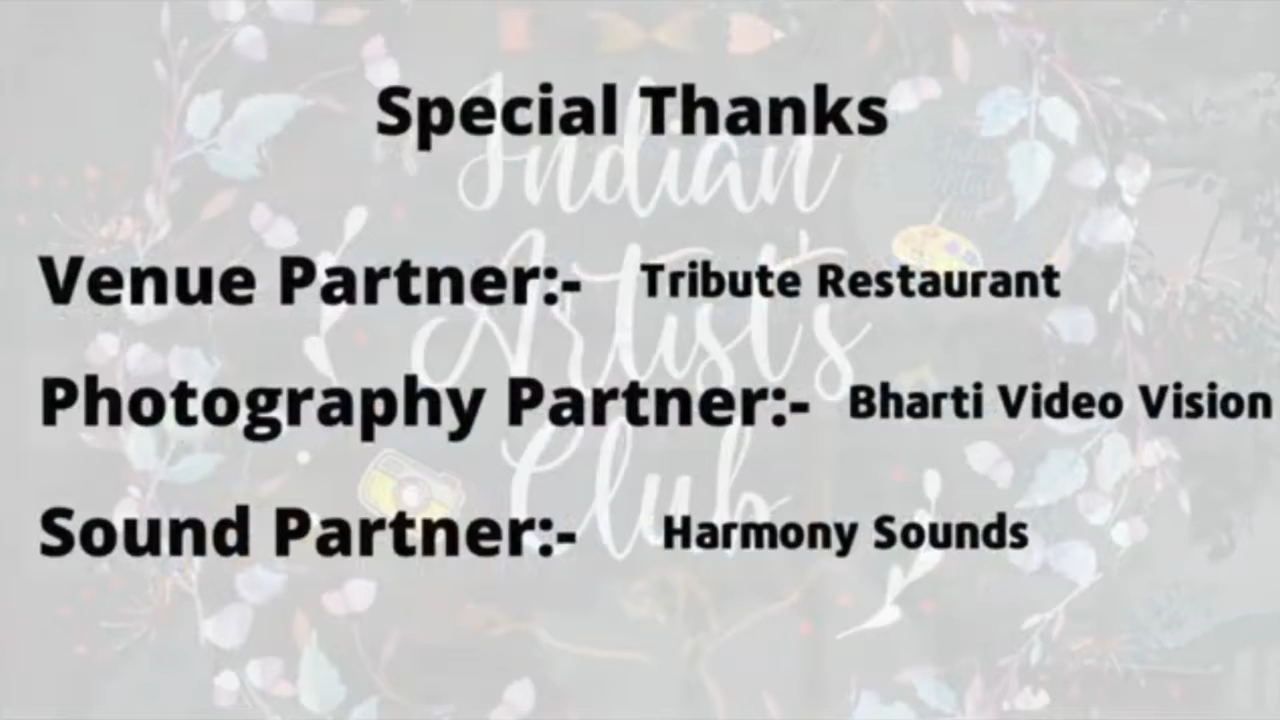 Special Thanks
Indian
Venue Partner:- Tribute Restaurant
Artist's
Photography Partner:- Bharti Video Vision
Club
Sound Partner:- Harmony Sounds